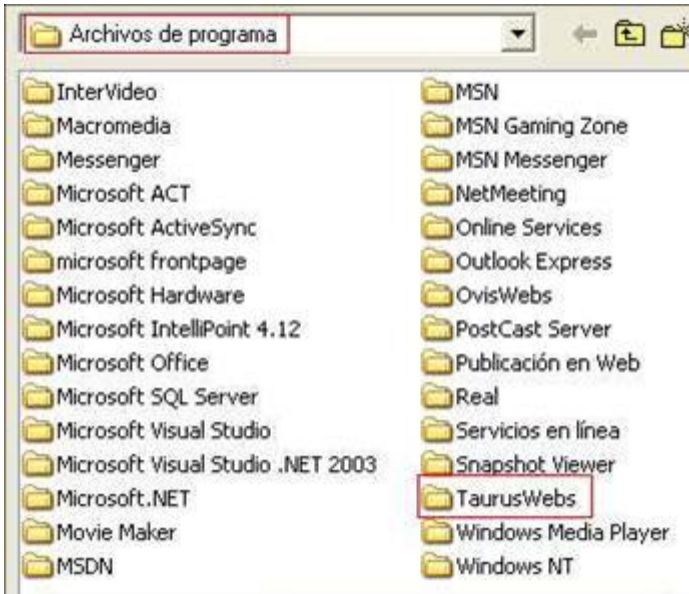 Archivos de programa
InterVideo
Macromedia
Messenger
Microsoft ACT
Microsoft ActiveSync
microsoft frontpage
Microsoft Hardware
Microsoft IntelliPoint 4.12
Microsoft Office
Microsoft SQL Server
Microsoft Visual Studio
Microsoft Visual Studio .NET 2003
Microsoft.NET
Movie Maker
MSDN
MSN
MSN Gaming Zone
MSN Messenger
NetMeeting
Online Services
Outlook Express
OvisWebs
PostCast Server
Publicación en Web
Real
Servicios en línea
Snapshot Viewer
TaurusWebs
Windows Media Player
Windows NT